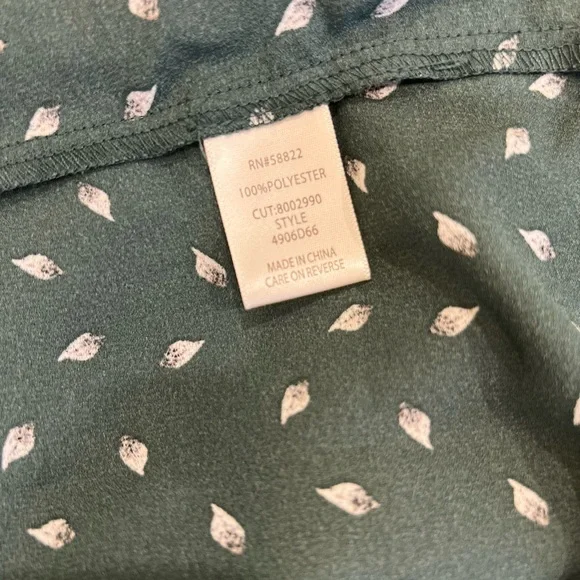 RN#58822
100%POLYESTER
CUT:8002990
STYLE
4906D66
MADE IN CHINA
CARE ON REVERSE